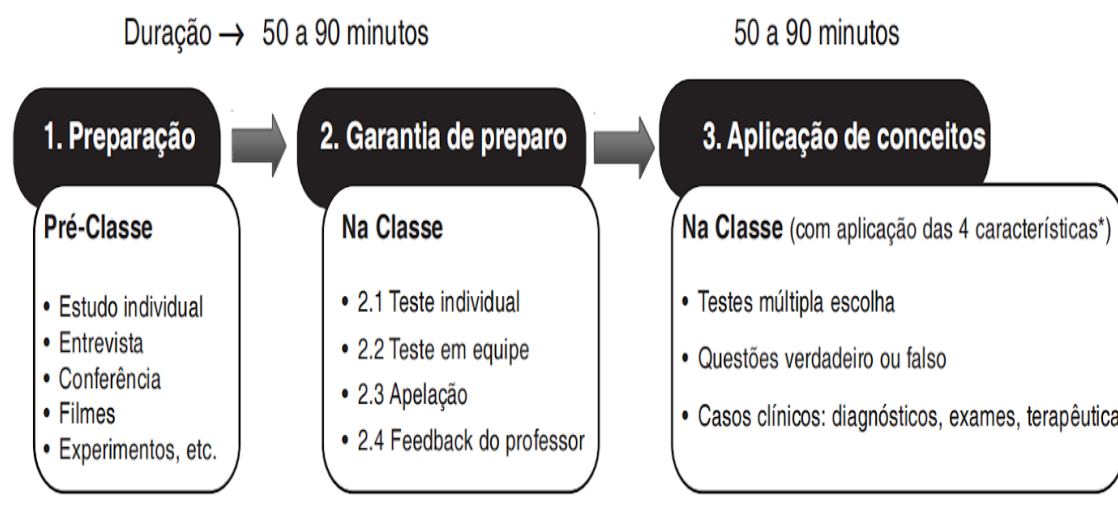 Duração → 50 a 90 minutos
50 a 90 minutos
1. Preparação
2. Garantia de preparo
3. Aplicação de conceitos
Pré-Classe
• Estudo individual
• Entrevista
• Conferência
• Filmes
• Experimentos, etc.
Na Classe
• 2.1 Teste individual
• 2.2 Teste em equipe
• 2.3 Apelação
• 2.4 Feedback do professor
Na Classe (com aplicação das 4 características*)
• Testes múltipla escolha
• Questões verdadeiro ou falso
• Casos clínicos: diagnósticos, exames, terapêutica